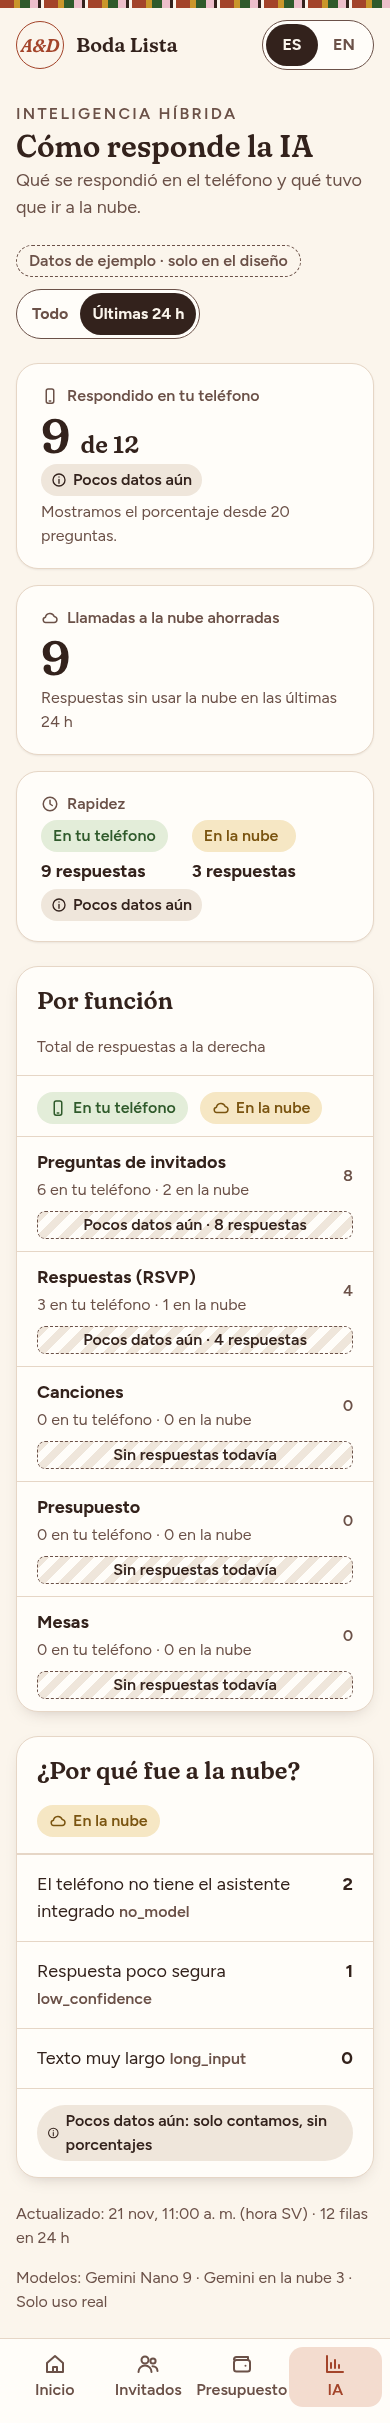 A&D Boda Lista ES EN
INTELIGENCIA HÍBRIDA
Cómo responde la IA
Qué se respondió en el teléfono y qué tuvo
que ir a la nube.
Datos de ejemplo · solo en el diseño
Todo Últimas 24 h
Respondido en tu teléfono
9 de 12
Pocos datos aún
Mostramos el porcentaje desde 20
preguntas.
Llamadas a la nube ahorradas
9
Respuestas sin usar la nube en las últimas
24 h
Rapidez
En tu teléfono En la nube
9 respuestas 3 respuestas
Pocos datos aún
Por función
Total de respuestas a la derecha
En tu teléfono En la nube
Preguntas de invitados 8
6 en tu teléfono · 2 en la nube
Pocos datos aún · 8 respuestas
Respuestas (RSVP) 4
3 en tu teléfono · 1 en la nube
Pocos datos aún · 4 respuestas
Canciones 0
0 en tu teléfono · 0 en la nube
Sin respuestas todavía
Presupuesto 0
0 en tu teléfono · 0 en la nube
Sin respuestas todavía
Mesas 0
0 en tu teléfono · 0 en la nube
Sin respuestas todavía
¿Por qué fue a la nube?
En la nube
El teléfono no tiene el asistente 2
integrado no_model
Respuesta poco segura 1
low_confidence
Texto muy largo long_input 0
Pocos datos aún: solo contamos, sin
porcentajes
Actualizado: 21 nov, 11:00 a. m. (hora SV) · 12 filas
en 24 h
Modelos: Gemini Nano 9 · Gemini en la nube 3 ·
Solo uso real
Inicio Invitados Presupuesto IA